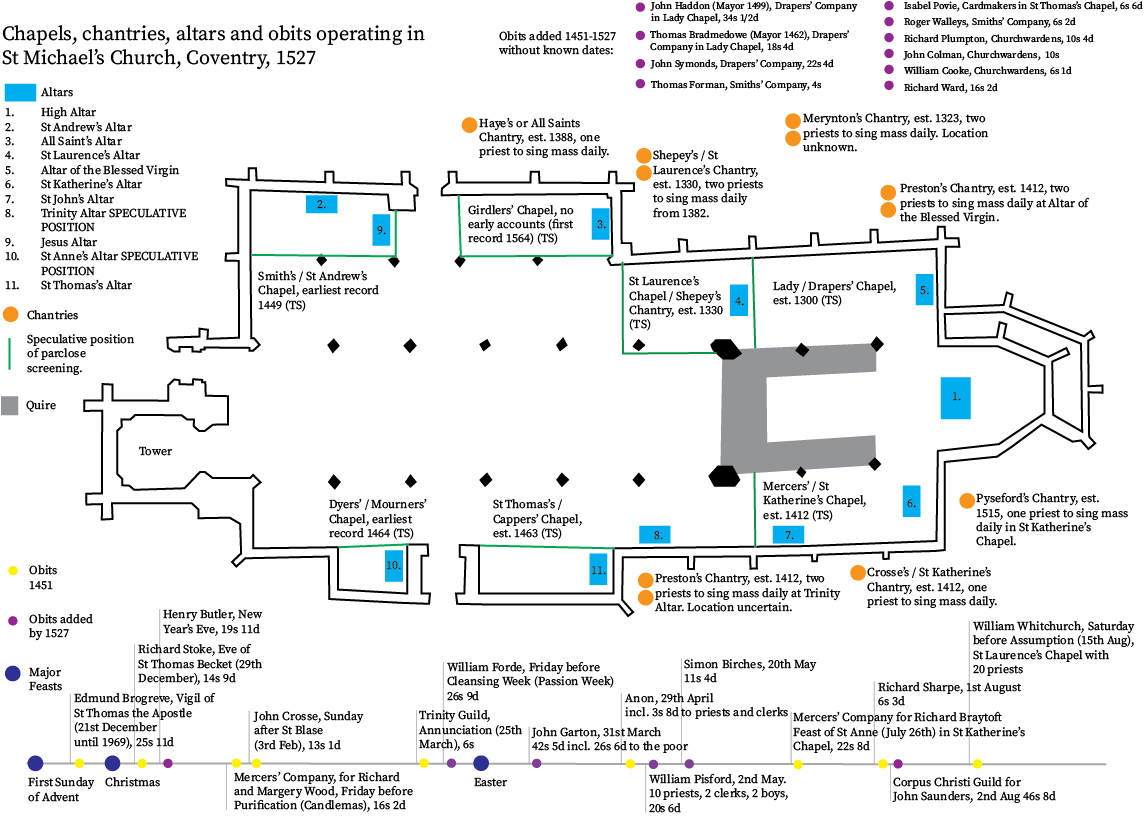 Chapels, chantries, altars and obits operating in
St Michael's Church, Coventry, 1527
Obits added 1451-1527
without known dates:
John Haddon (Mayor 1499), Drapers' Company
in Lady Chapel, 34s 1/2d
Thomas Bradmedowe (Mayor 1462), Drapers'
Company in Lady Chapel, 18s 4d
John Symonds, Drapers' Company, 22s 4d
Thomas Forman, Smiths' Company, 4s
Isabel Povie, Cardmakers in St Thomas's Chapel, 6s 6d
Roger Walleys, Smiths' Company, 6s 2d
Richard Plumpton, Churchwardens, 10s 4d
John Colman, Churchwardens, 10s
William Cooke, Churchwardens, 6s 1d
Richard Ward, 16s 2d
Altars
1. High Altar
2. St Andrew's Altar
3. All Saint's Altar
4. St Laurence's Altar
5. Altar of the Blessed Virgin
6. St Katherine's Altar
7. St John's Altar
8. Trinity Altar SPECULATIVE
POSITION
9. Jesus Altar
10. St Anne's Altar SPECULATIVE
POSITION
11. St Thomas's Altar
Chantries
Speculative position
of parclose
screening.
Quire
Haye's or All Saints
Chantry, est. 1388, one
priest to sing mass daily.
Shepey's / St
Laurence's Chantry,
est. 1330, two priests
to sing mass daily
from 1382.
Merynton's Chantry, est. 1323, two
priests to sing mass daily. Location
unknown.
Preston's Chantry, est. 1412, two
priests to sing mass daily at Altar of
the Blessed Virgin.
2.
9.
Smith's / St Andrew's
Chapel, earliest record
1449 (TS)
Girdlers' Chapel, no
early accounts (first
record 1564) (TS)
3.
St Laurence's
Chapel / Shepey's
Chantry, est. 1330
(TS)
4.
Lady / Drapers' Chapel,
est. 1300 (TS)
5.
1.
Tower
Dyers' / Mourners'
Chapel, earliest
record 1464 (TS)
10.
St Thomas's /
Cappers' Chapel,
est. 1463 (TS)
11.
8.
Mercers' / St
Katherine's Chapel,
est. 1412 (TS)
7.
6.
Pyseford's Chantry, est.
1515, one priest to sing mass
daily in St Katherine's
Chapel.
Preston's Chantry, est. 1412, two
priests to sing mass daily at Trinity
Altar. Location uncertain.
Crosse's / St Katherine's
Chantry, est. 1412, one
priest to sing mass daily.
Obits
1451
Obits added
by 1527
Major
Feasts
Henry Butler, New
Year's Eve, 19s 11d
Richard Stoke, Eve of
St Thomas Becket (29th
December), 14s 9d
Edmund Brogreve, Vigil of
St Thomas the Apostle
(21st December
until 1969), 25s 11d
John Crosse, Sunday
after St Blase
(3rd Feb), 13s 1d
Trinity Guild,
Annunciation (25th
March), 6s
William Forde, Friday before
Cleansing Week (Passion Week)
26s 9d
John Garton, 31st March
42s 5d incl. 26s 6d to the poor
Anon, 29th April
incl. 3s 8d to priests and clerks
Simon Birches, 20th May
11s 4d
Mercers' Company for Richard Braytoft
Feast of St Anne (July 26th) in St Katherine's
Chapel, 22s 8d
Richard Sharpe, 1st August
6s 3d
William Whitchurch, Saturday
before Assumption (15th Aug),
St Laurence's Chapel with
20 priests
First Sunday
of Advent
Christmas
Mercers' Company, for Richard
and Margery Wood, Friday before
Purification (Candlemas), 16s 2d
Easter
William Pisford, 2nd May.
10 priests, 2 clerks, 2 boys,
20s 6d
Corpus Christi Guild for
John Saunders, 2nd Aug 46s 8d